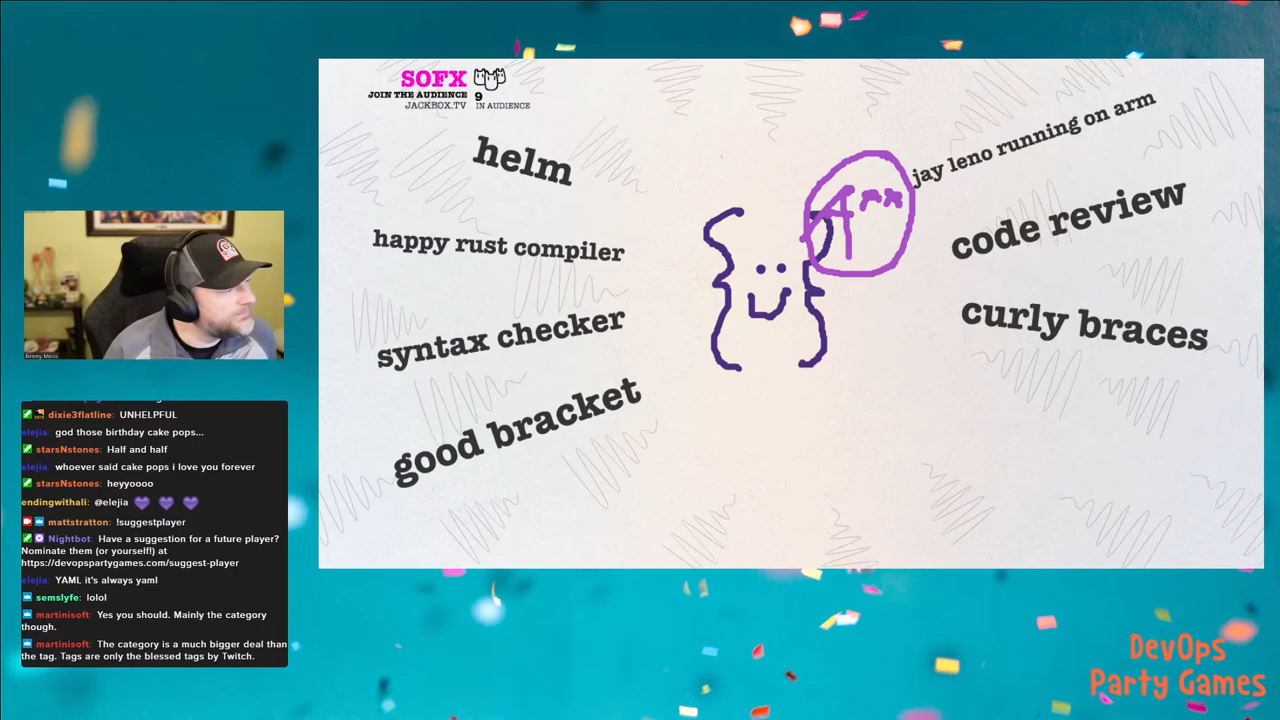 SOFX
JOIN THE AUDIENCE
JACKBOX.TV
9
IN AUDIENCE
helm
happy rust compiler
syntax checker
good bracket
jay leno running on arm
code review
curly braces
Jeremy Meiss
dixie3flatline: UNHELPFUL
elejia: god those birthday cake pops...
starsNstones: Half and half
elejia: whoever said cake pops i love you forever
starsNstones: heyyoooo
endingwithali: @elejia
mattstratton: !suggestplayer
Nightbot: Have a suggestion for a future player?
Nominate them (or yourself!) at
https://devopspartygames.com/suggest-player
elejia: YAML it's always yaml
semslyfe: lolol
martinisoft: Yes you should. Mainly the category
though.
martinisoft: The category is a much bigger deal than
the tag. Tags are only the blessed tags by Twitch.
DevOps
Party Games